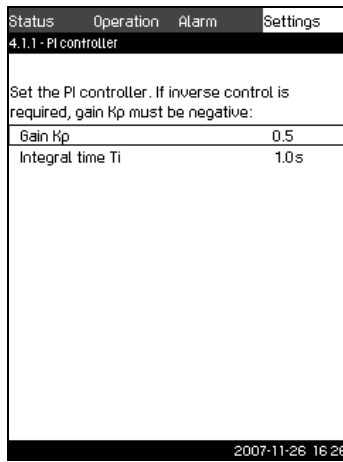 Status Operation Alarm Settings
4.1.1 - PI controller
Set the PI controller. If inverse control is
required, gain Kp must be negative:
Gain Kp 0.5
Integral time Ti 1.0s
2007-11-26 16:26